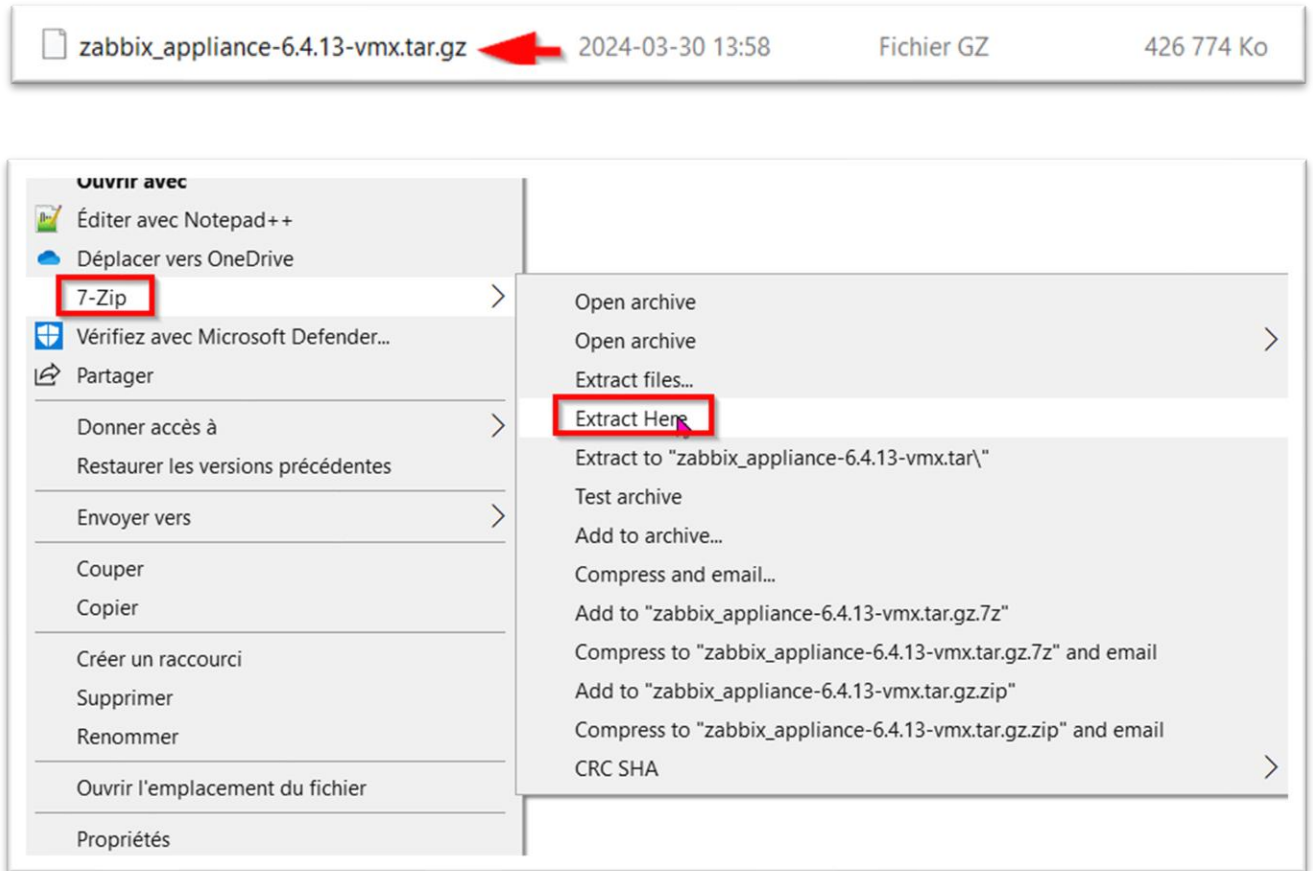 zabbix_appliance-6.4.13-vmx.tar.gz 2024-03-30 13:58 Fichier GZ 426 774 Ko
Ouvrir avec
Éditer avec Notepad++
Déplacer vers OneDrive
7-Zip
Vérifiez avec Microsoft Defender...
Partager
Donner accès à
Restaurer les versions précédentes
Envoyer vers
Couper
Copier
Créer un raccourci
Supprimer
Renommer
Ouvrir l'emplacement du fichier
Propriétés
Open archive
Open archive
Extract files...
Extract Here
Extract to "zabbix_appliance-6.4.13-vmx.tar\"
Test archive
Add to archive...
Compress and email...
Add to "zabbix_appliance-6.4.13-vmx.tar.gz.7z"
Compress to "zabbix_appliance-6.4.13-vmx.tar.gz.7z" and email
Add to "zabbix_appliance-6.4.13-vmx.tar.gz.zip"
Compress to "zabbix_appliance-6.4.13-vmx.tar.gz.zip" and email
CRC SHA